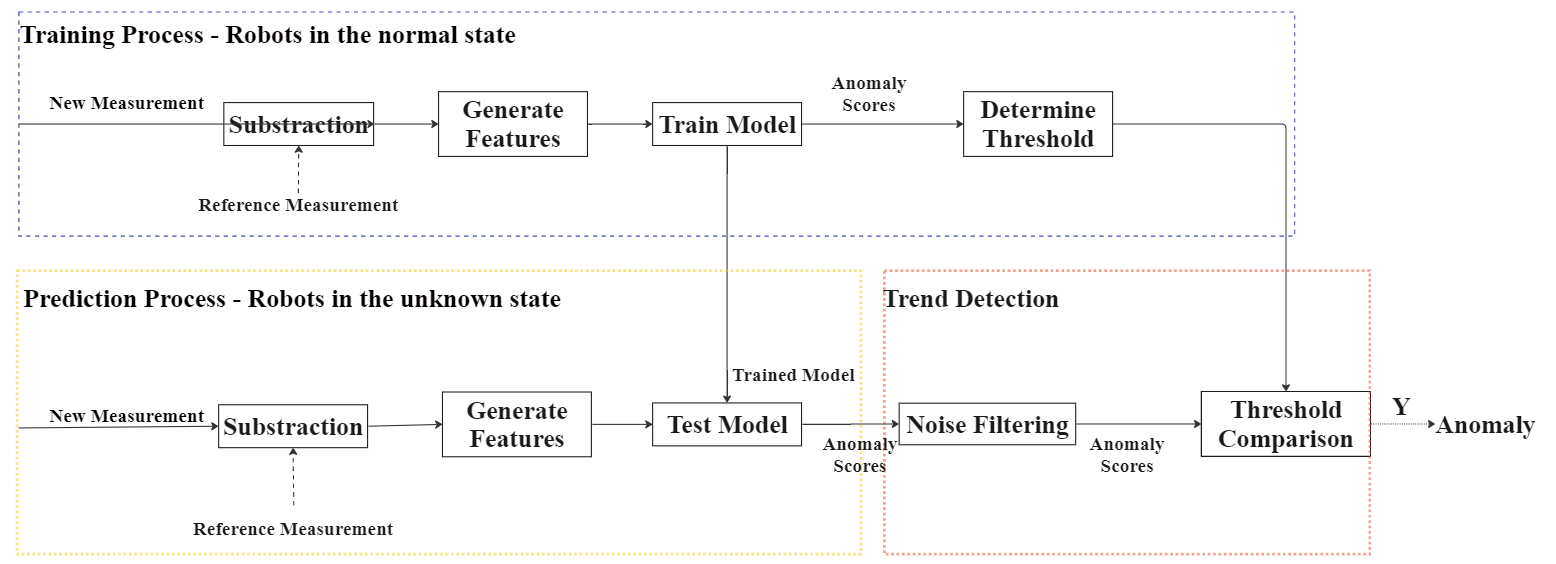 Training Process - Robots in the normal state
New Measurement
Substraction
Reference Measurement
Generate
Features
Train Model
Anomaly
Scores
Determine
Threshold
Prediction Process - Robots in the unknown state
New Measurement
Substraction
Reference Measurement
Generate
Features
Trained Model
Test Model
Anomaly
Scores
Trend Detection
Noise Filtering
Anomaly
Scores
Threshold
Comparison
Y
Anomaly